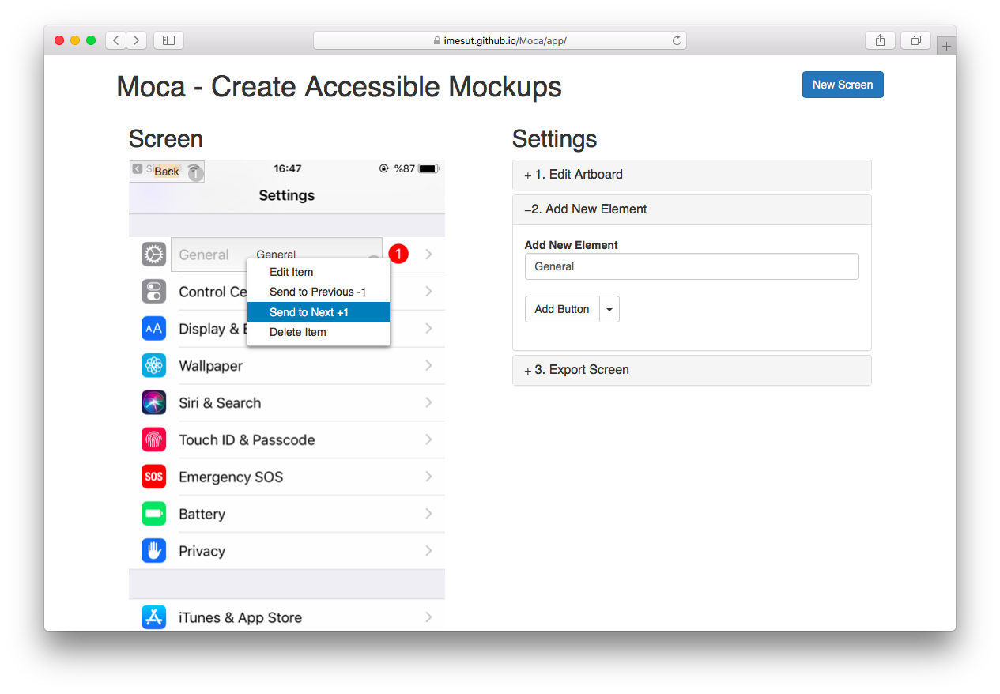 imesut.github.io/Moca/app/
Moca - Create Accessible Mockups
New Screen
Screen
Back
1
16:47
%87
Settings
General
General
1
Edit Item
Send to Previous -1
Send to Next +1
Delete Item
Control Ce
Display &
Wallpaper
Siri & Search
Touch ID & Passcode
SOS
Emergency SOS
Battery
Privacy
iTunes & App Store
Settings
+ 1. Edit Artboard
–2. Add New Element
Add New Element
General
Add Button
+ 3. Export Screen